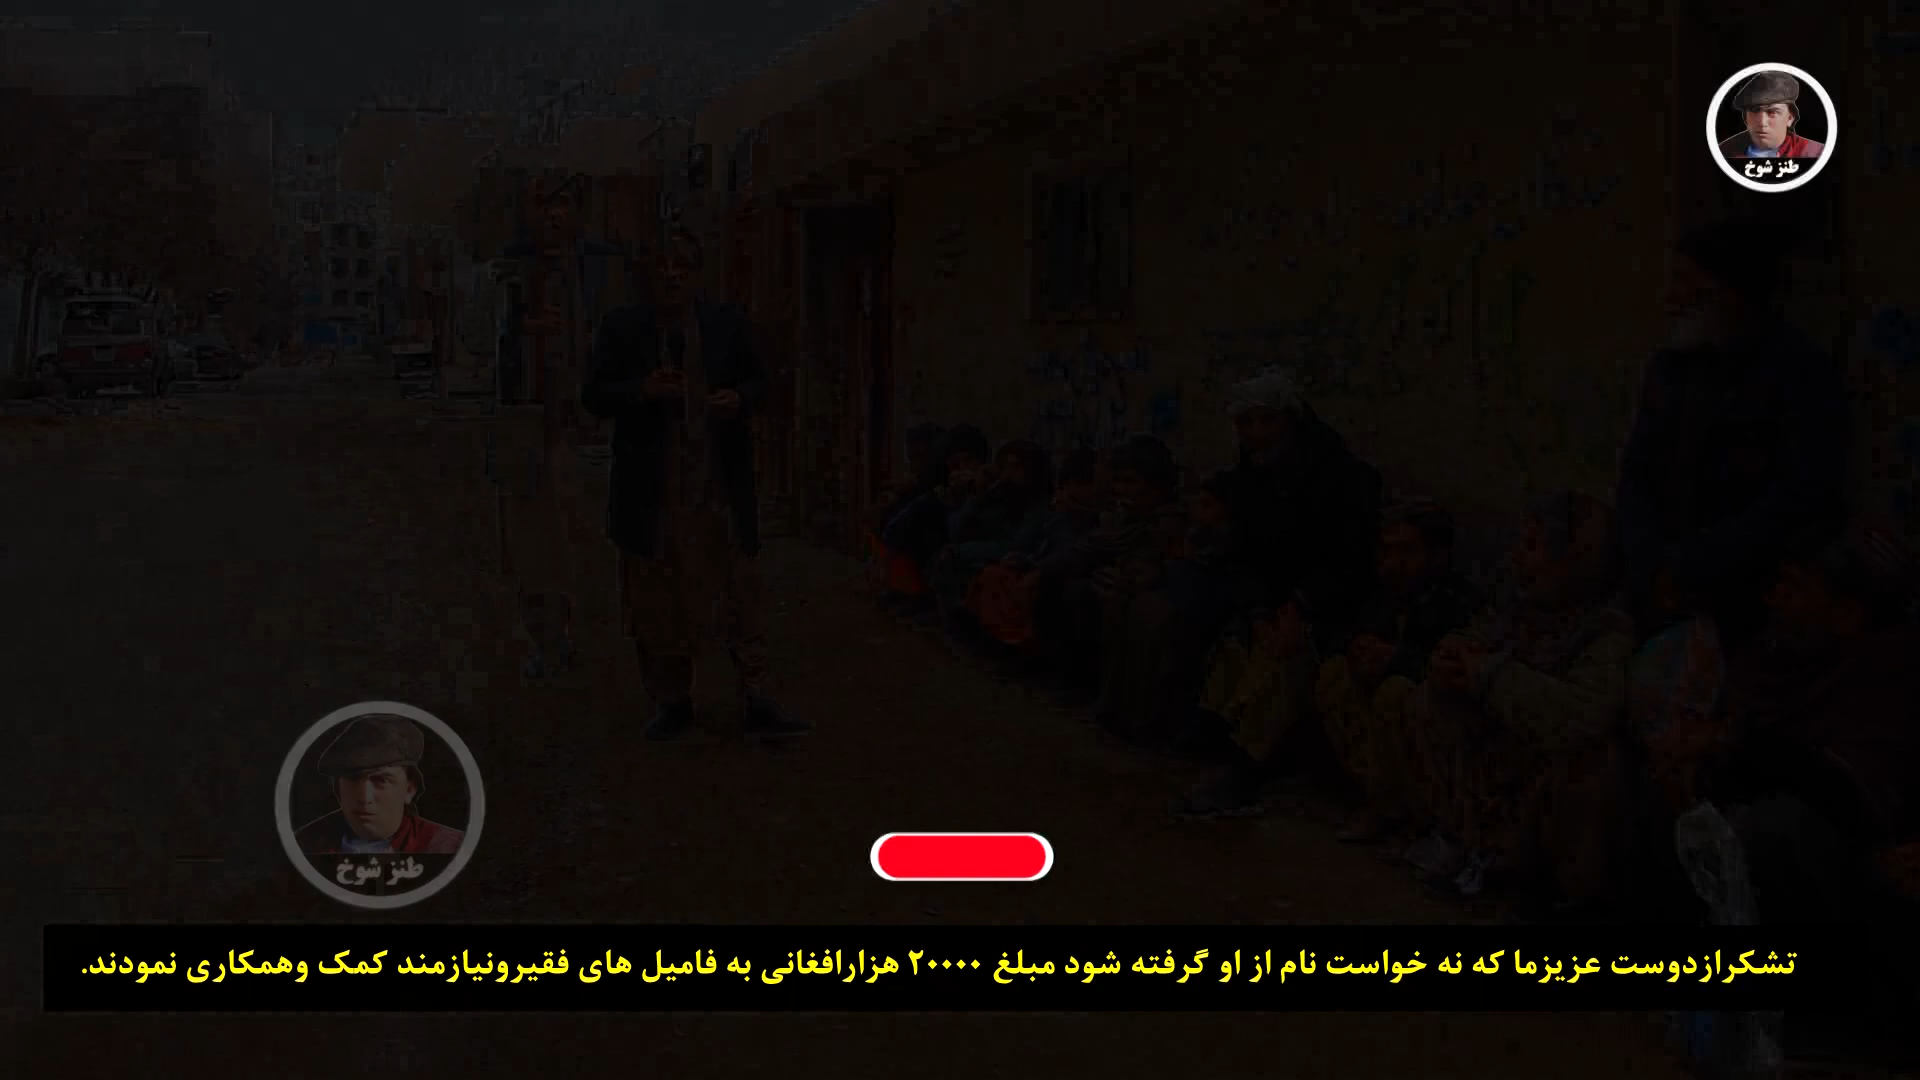 طنز شوخ
طنز شوخ
تشکرازدوست عزیزما که نه خواست نام از او گرفته شود مبلغ ۲۰۰۰۰ هزارافغانی به فامیل های فقیرونیازمند کمک وهمکاری نمودند.